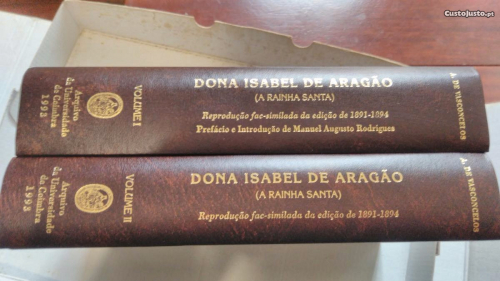 CustoJusto.pt
Arquivo
da Universidade
de Coimbra
1993
VOLUME I
DONA ISABEL DE ARAGÃO
(A RAINHA SANTA)
Reprodução fac-similada da edição de 1891-1894
Prefácio e Introdução de Manuel Augusto Rodrigues
A. DE VASCONCELOS
Arquivo
da Universidade
de Coimbra
1993
VOLUME II
DONA ISABEL DE ARAGÃO
(A RAINHA SANTA)
Reprodução fac-similada da edição de 1891-1894
A. DE VASCONCELOS